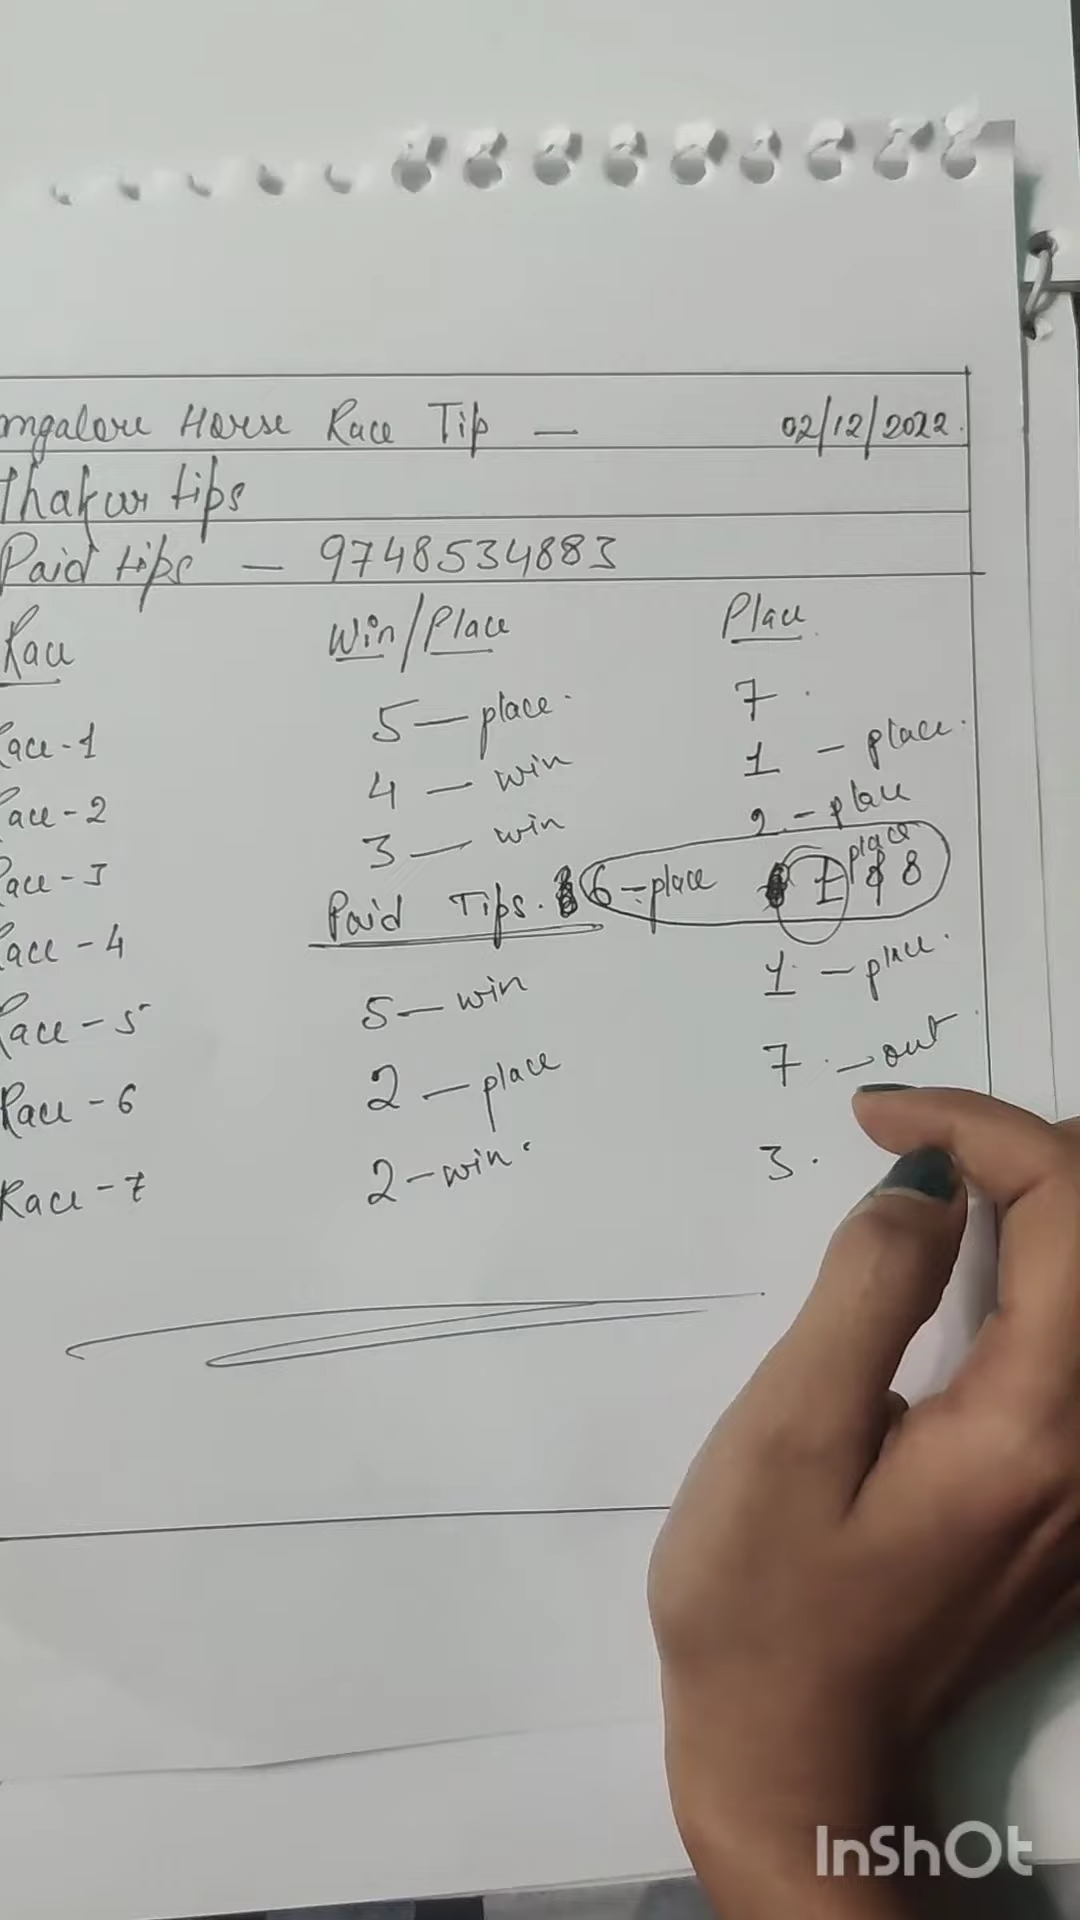 ngalore Horse Race Tip — 02/12/2022
thakur tips
Paid tips — 9748534883
Race Win/Place Place
Race-1 5 — place. 7.
Race-2 4 — win 1 — place.
Race-3 3 — win 2 — place
Race-4 Paid Tips. 6 — place 1 place 8
Race-5 5 — win 1 — place.
Race-6 2 — place 7 — out
Race-7 2 — win. 3.
InShOt